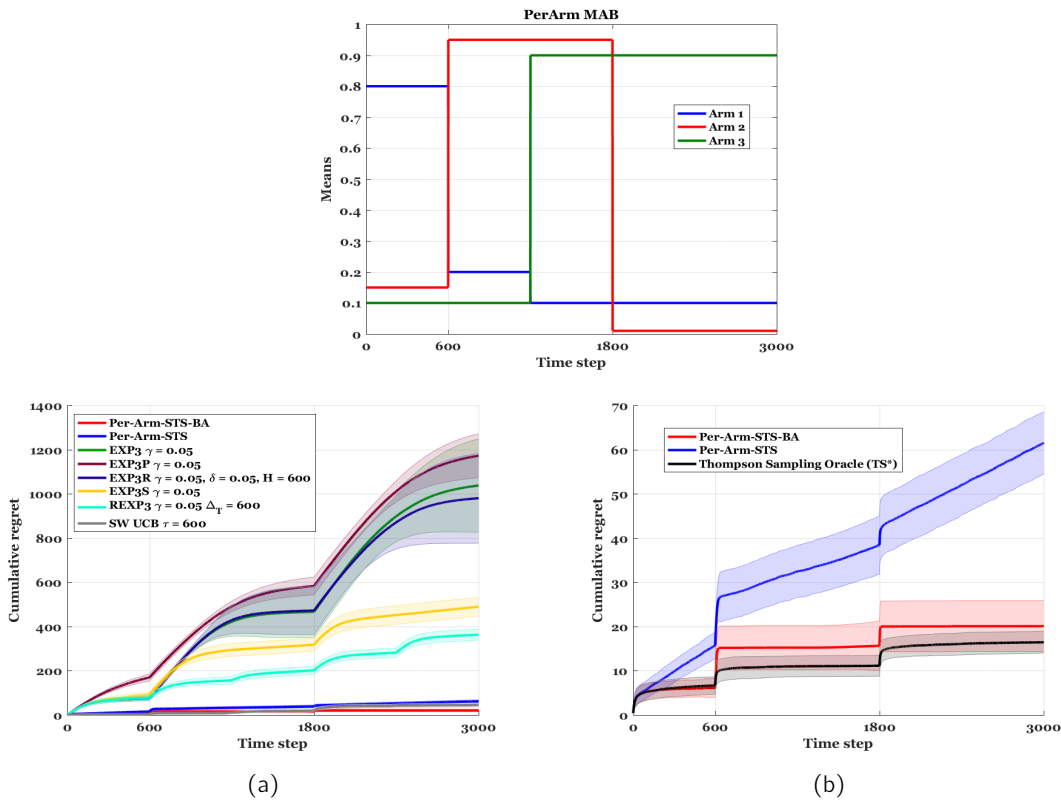 PerArm MAB
1
0.9
0.8
0.7
0.6
0.5
0.4
0.3
0.2
0.1
0
Means
Arm 1
Arm 2
Arm 3
0 600 1800 3000
Time step
1400
1200
1000
800
600
400
200
0
Cumulative regret
Per-Arm-STS-BA
Per-Arm-STS
EXP3 γ = 0.05
EXP3P γ = 0.05
EXP3R γ = 0.05, δ = 0.05, H = 600
EXP3S γ = 0.05
REXP3 γ = 0.05 Δ_T = 600
SW UCB τ = 600
0 600 1800 3000
Time step
(a)
70
60
50
40
30
20
10
0
Cumulative regret
Per-Arm-STS-BA
Per-Arm-STS
Thompson Sampling Oracle (TS*)
0 600 1800 3000
Time step
(b)